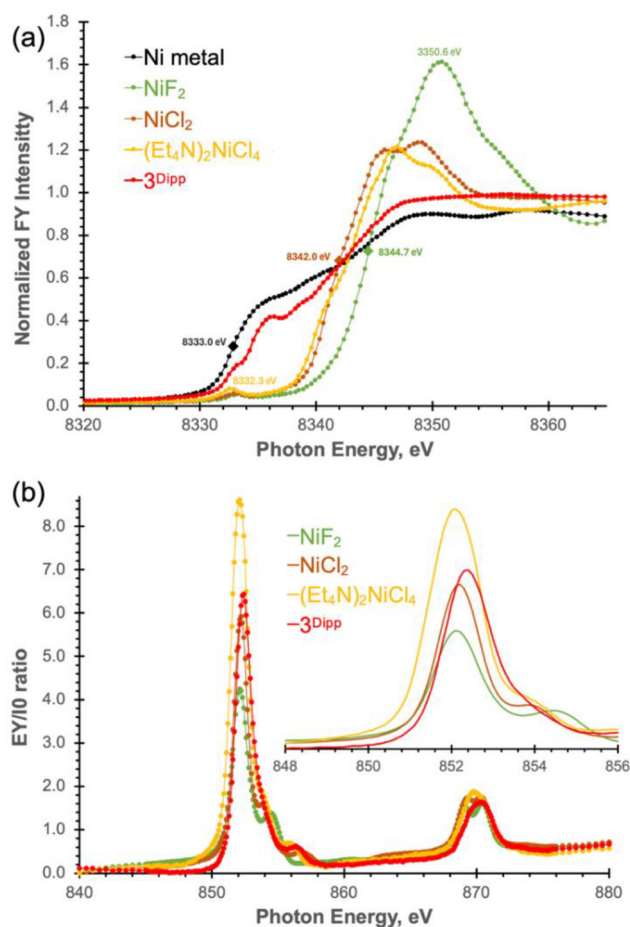 (a)
1.8
1.6
1.4
1.2
1.0
0.8
0.6
0.4
0.2
0.0
Normalized FY Intensitty
Ni metal
NiF₂
NiCl₂
(Et₄N)₂NiCl₄
3ᴰⁱᵖᵖ
3350.6 eV
8342.0 eV
8344.7 eV
8333.0 eV
8332.3 eV
8320 8330 8340 8350 8360
Photon Energy, eV
(b)
8.0
7.0
6.0
5.0
4.0
3.0
2.0
1.0
0.0
EY/I0 ratio
NiF₂
NiCl₂
(Et₄N)₂NiCl₄
3ᴰⁱᵖᵖ
848 850 852 854 856
840 850 860 870 880
Photon Energy, eV